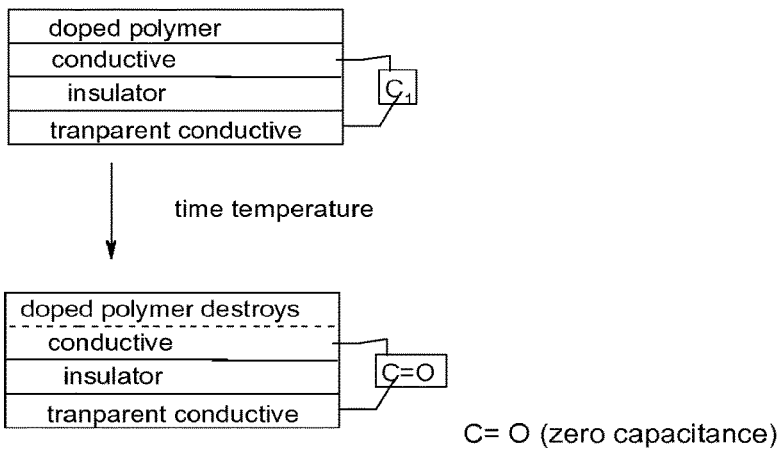 doped polymer
conductive
insulator
C1
tranparent conductive
time temperature
doped polymer destroys
conductive
insulator
C=O
tranparent conductive
C= O (zero capacitance)